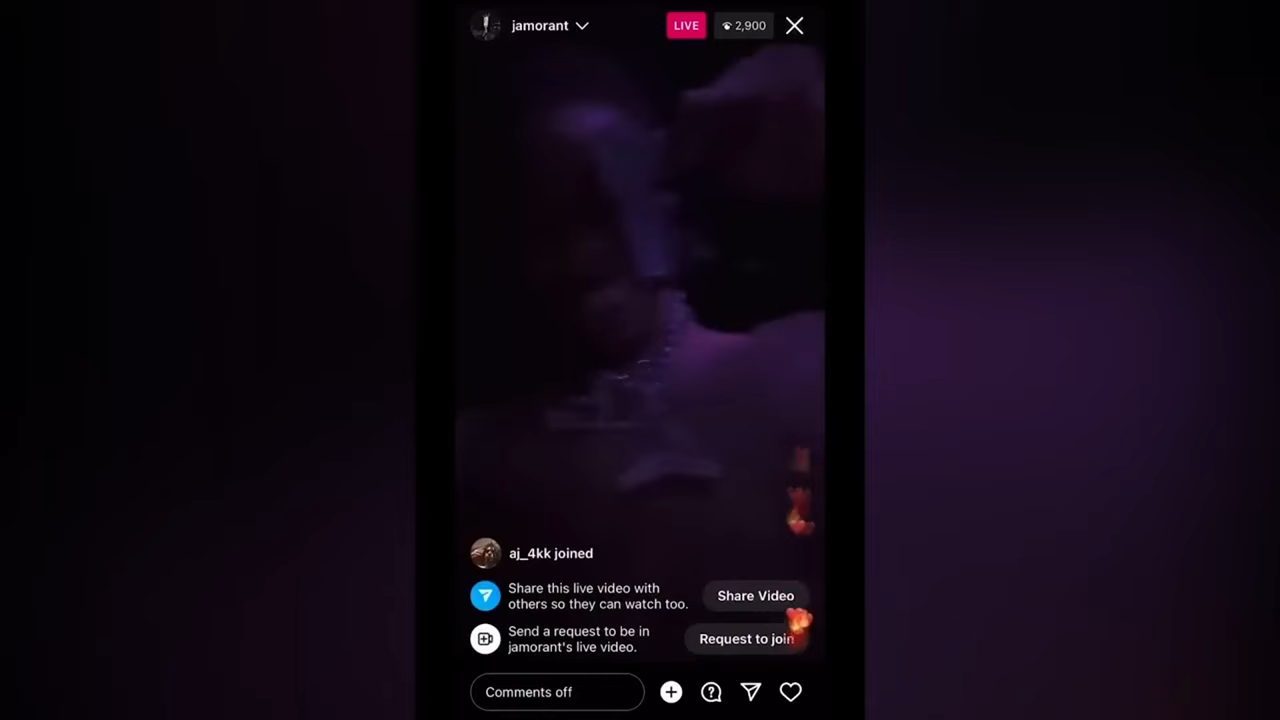 jamorant
LIVE
2,900
aj_4kk joined
Share this live video with
others so they can watch too.
Share Video
Send a request to be in
jamorant's live video.
Request to join
Comments off